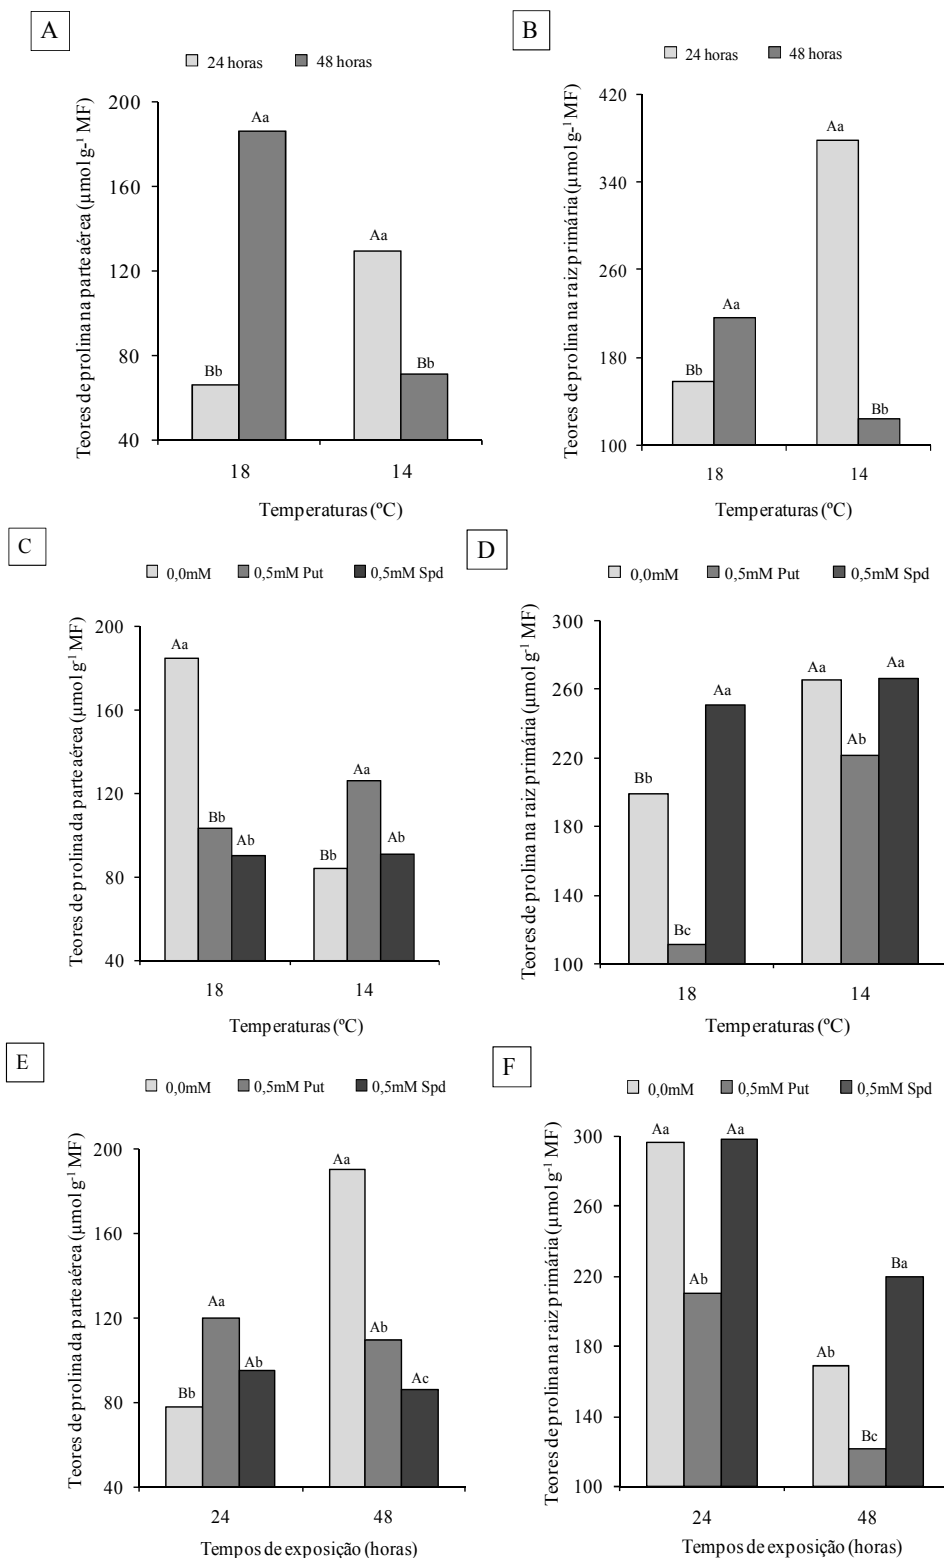 A
24 horas 48 horas
Teores de prolina na parte aérea (µmol g-¹ MF)
200
160
120
80
40
Bb
Aa
Aa
Bb
18 14
Temperaturas (ºC)
B
24 horas 48 horas
Teores de prolina na raiz primária (µmol g-¹ MF)
420
340
260
180
100
Bb
Aa
Aa
Bb
18 14
Temperaturas (ºC)
C
0,0mM 0,5mM Put 0,5mM Spd
Teores de prolina da parte aérea (µmol g-¹ MF)
200
160
120
80
40
Aa
Bb
Ab
Bb
Aa
Ab
18 14
Temperaturas (ºC)
D
0,0mM 0,5mM Put 0,5mM Spd
Teores de prolina na raiz primária (µmol g-¹ MF)
300
260
220
180
140
100
Bb
Bc
Aa
Aa
Ab
Aa
18 14
Temperaturas (ºC)
E
0,0mM 0,5mM Put 0,5mM Spd
Teores de prolina da parte aérea (µmol g-¹ MF)
200
160
120
80
40
Bb
Aa
Ab
Aa
Ab
Ac
24 48
Tempos de exposição (horas)
F
0,0mM 0,5mM Put 0,5mM Spd
Teores de prolina na raiz primária (µmol g-¹ MF)
300
260
220
180
140
100
Aa
Ab
Aa
Ab
Bc
Ba
24 48
Tempos de exposição (horas)